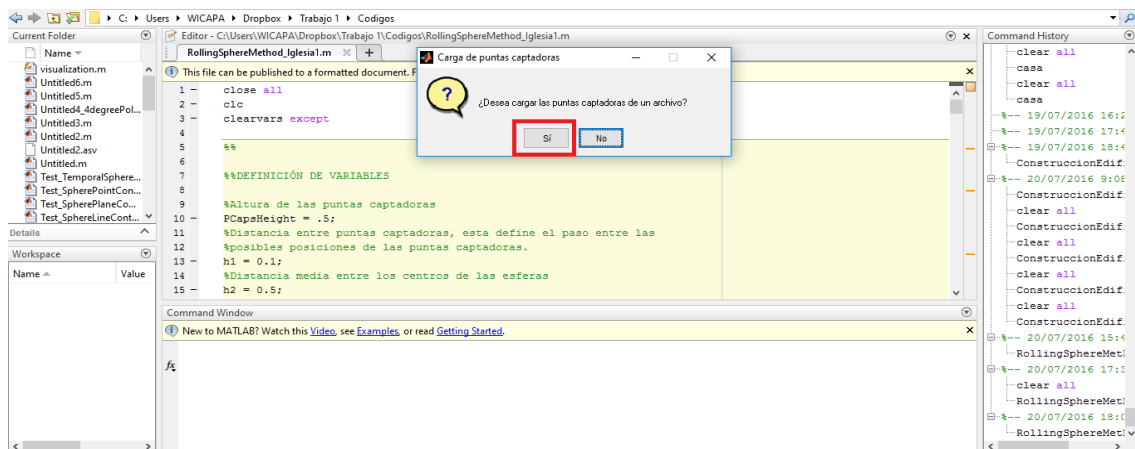 C: › Users › WICAPA › Dropbox › Trabajo 1 › Codigos
Current Folder
Name
visualization.m
Untitled6.m
Untitled5.m
Untitled4_4degreePol...
Untitled3.m
Untitled2.m
Untitled2.asv
Untitled.m
Test_TemporalSphere...
Test_SpherePointCon...
Test_SpherePlaneCo...
Test_SphereLineCont...
Details
Workspace
Name
Value
Editor - C:\Users\WICAPA\Dropbox\Trabajo 1\Codigos\RollingSphereMethod_Iglesia1.m
RollingSphereMethod_Iglesia1.m
This file can be published to a formatted document. F
1 - close all
2 - clc
3 - clearvars except
4
5 %%
6
7 %%DEFINICIÓN DE VARIABLES
8
9 %Altura de las puntas captadoras
10 - PCapsHeight = .5;
11 %Distancia entre puntas captadoras, esta define el paso entre las
12 %posibles posiciones de las puntas captadoras.
13 - h1 = 0.1;
14 %Distancia media entre los centros de las esferas
15 - h2 = 0.5;
Carga de puntas captadoras
¿Desea cargar las puntas captadoras de un archivo?
Sí
No
Command Window
New to MATLAB? Watch this Video, see Examples, or read Getting Started.
fx
Command History
clear all
casa
clear all
casa
%-- 19/07/2016 16:2
%-- 19/07/2016 17:4
%-- 19/07/2016 18:4
ConstruccionEdif
%-- 20/07/2016 9:08
ConstruccionEdif.
clear all
ConstruccionEdif.
clear all
ConstruccionEdif.
clear all
ConstruccionEdif.
clear all
ConstruccionEdif.
%-- 20/07/2016 15:4
RollingSphereMet
%-- 20/07/2016 17:3
clear all
RollingSphereMet
%-- 20/07/2016 18:0
RollingSphereMet